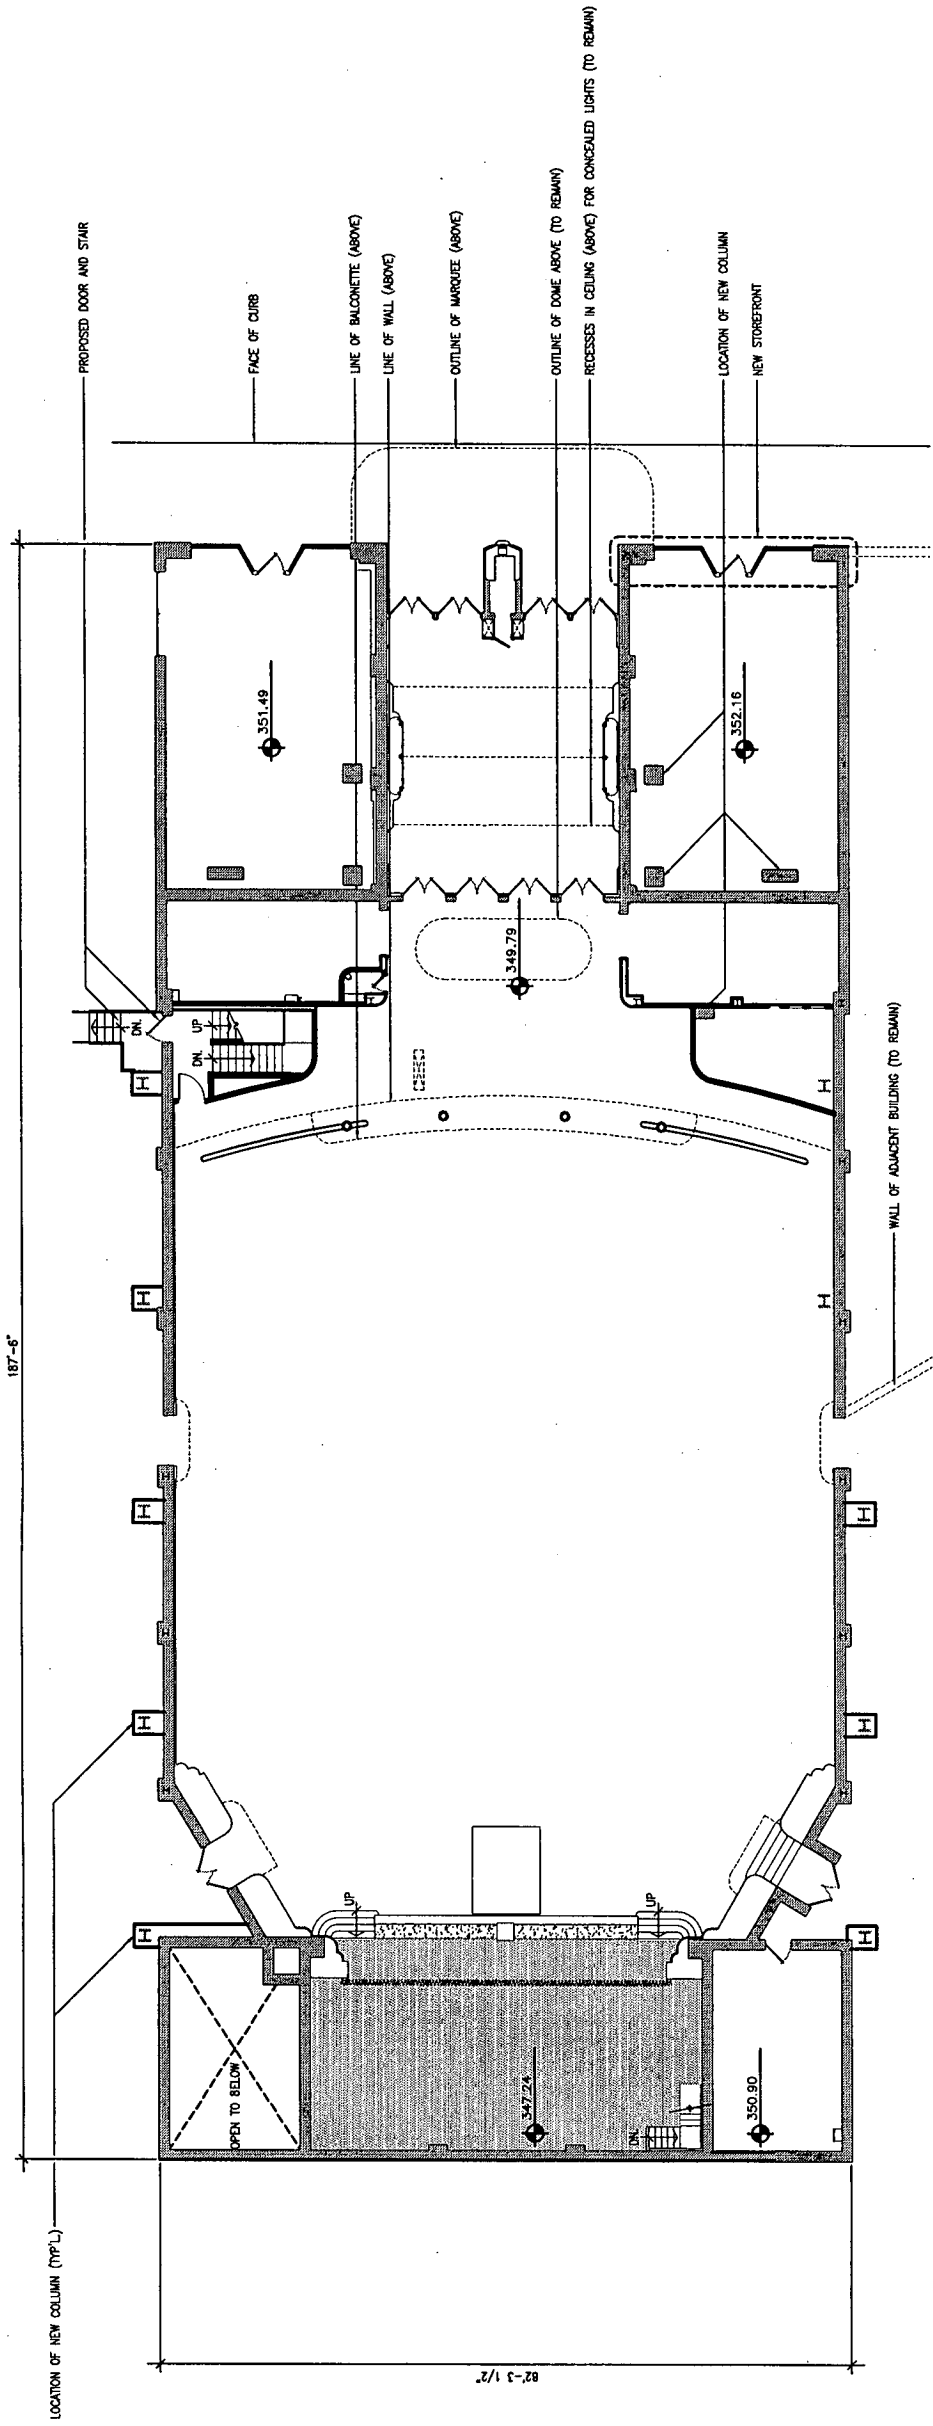 PROPOSED DOOR AND STAIR
FACE OF CURB
LINE OF BALCONETTE (ABOVE)
LINE OF WALL (ABOVE)
OUTLINE OF MARQUEE (ABOVE)
OUTLINE OF DOME ABOVE (TO REMAIN)
RECESSES IN CEILING (ABOVE) FOR CONCEALED LIGHTS (TO REMAIN)
LOCATION OF NEW COLUMN
NEW STOREFRONT
WALL OF ADJACENT BUILDING (TO REMAIN)
LOCATION OF NEW COLUMN (TYP'L)
187'-6"
82'-3 1/2"
351.49
352.16
349.79
DN.
UP
DN.
UP
UP
OPEN TO BELOW
347.24
DN.
350.90